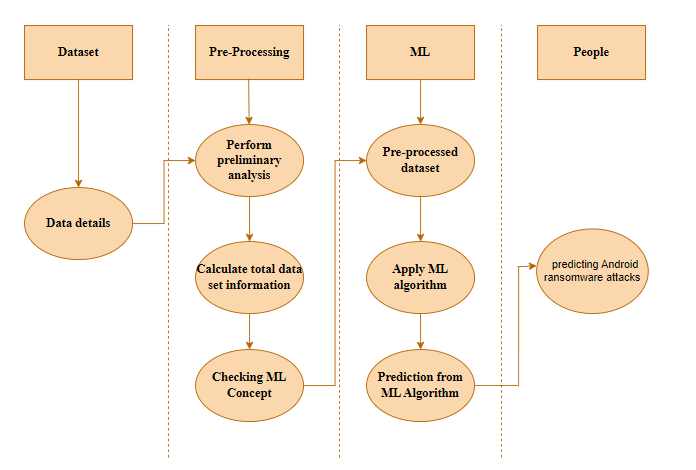 Dataset
Pre-Processing
ML
People
Perform
preliminary
analysis
Pre-processed
dataset
Data details
Calculate total data
set information
Apply ML
algorithm
predicting Android
ransomware attacks
Checking ML
Concept
Prediction from
ML Algorithm